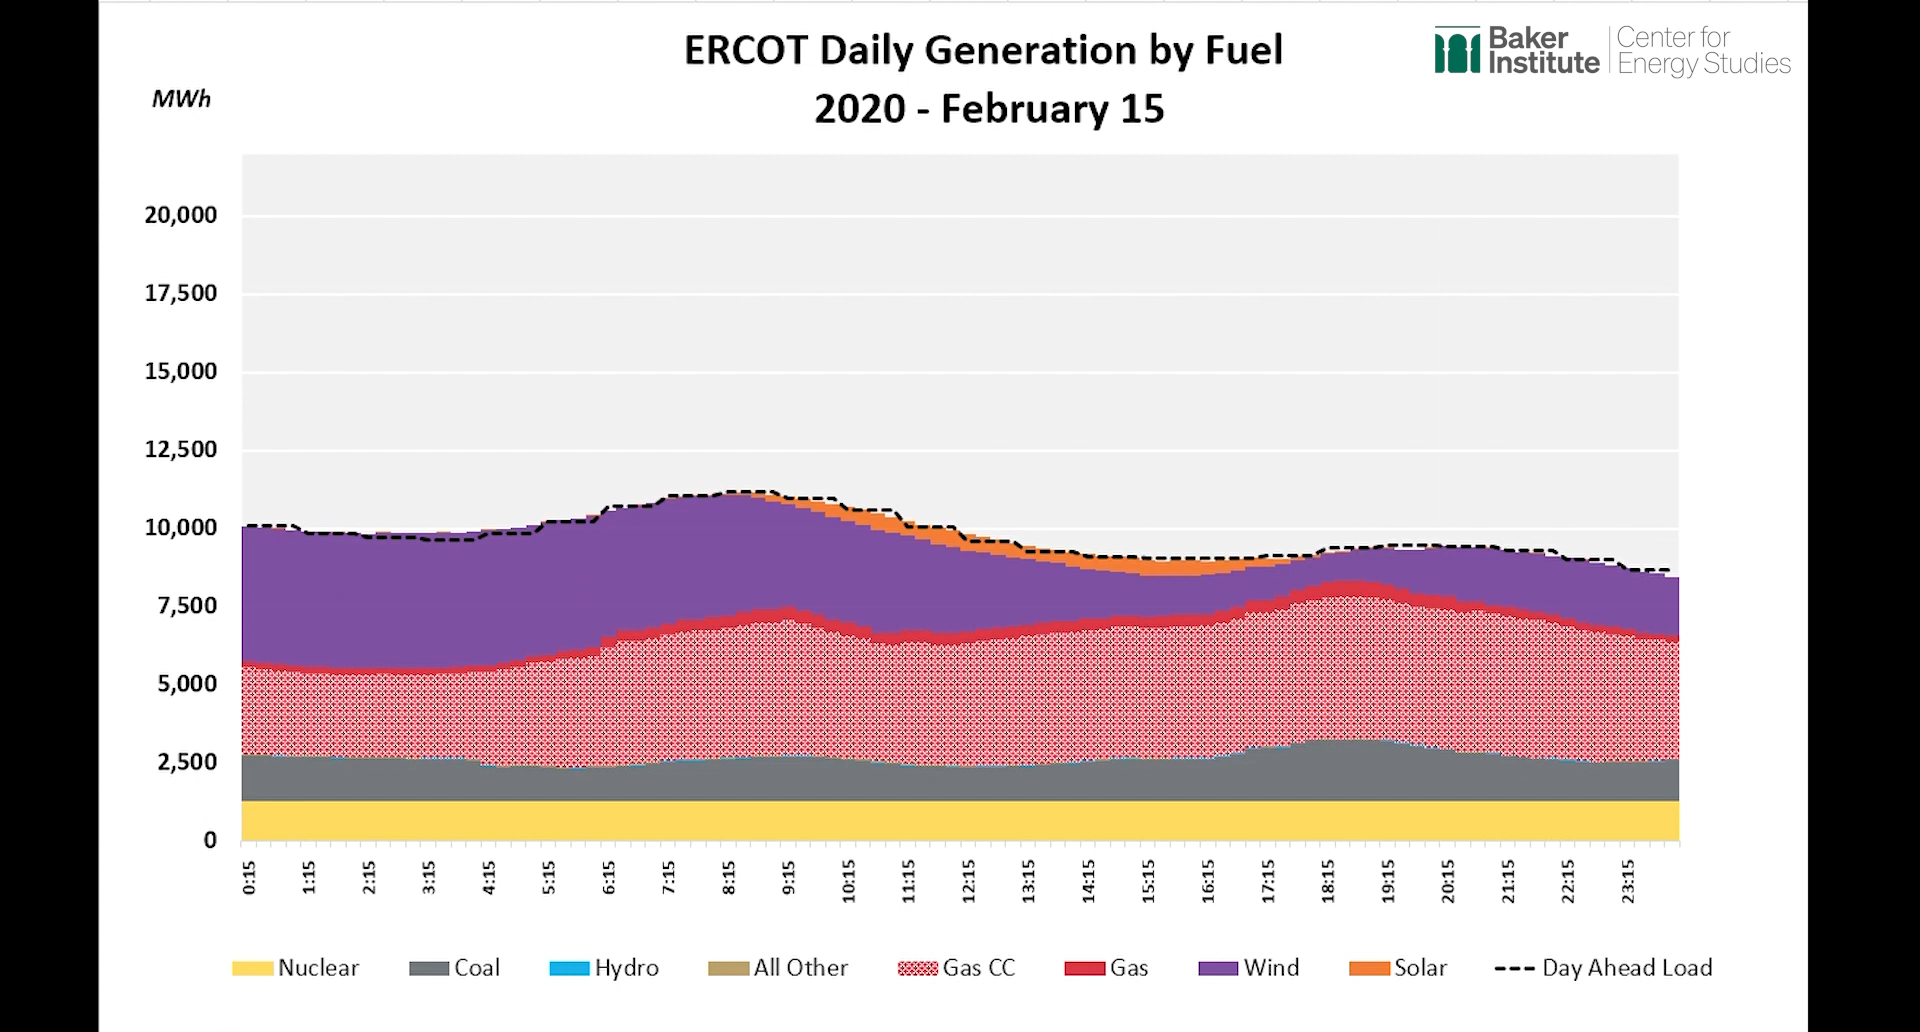 ERCOT Daily Generation by Fuel
2020 - February 15
Baker Institute
Center for Energy Studies
MWh
20,000
17,500
15,000
12,500
10,000
7,500
5,000
2,500
0
0:15 1:15 2:15 3:15 4:15 5:15 6:15 7:15 8:15 9:15 10:15 11:15 12:15 13:15 14:15 15:15 16:15 17:15 18:15 19:15 20:15 21:15 22:15 23:15
Nuclear Coal Hydro All Other Gas CC Gas Wind Solar Day Ahead Load